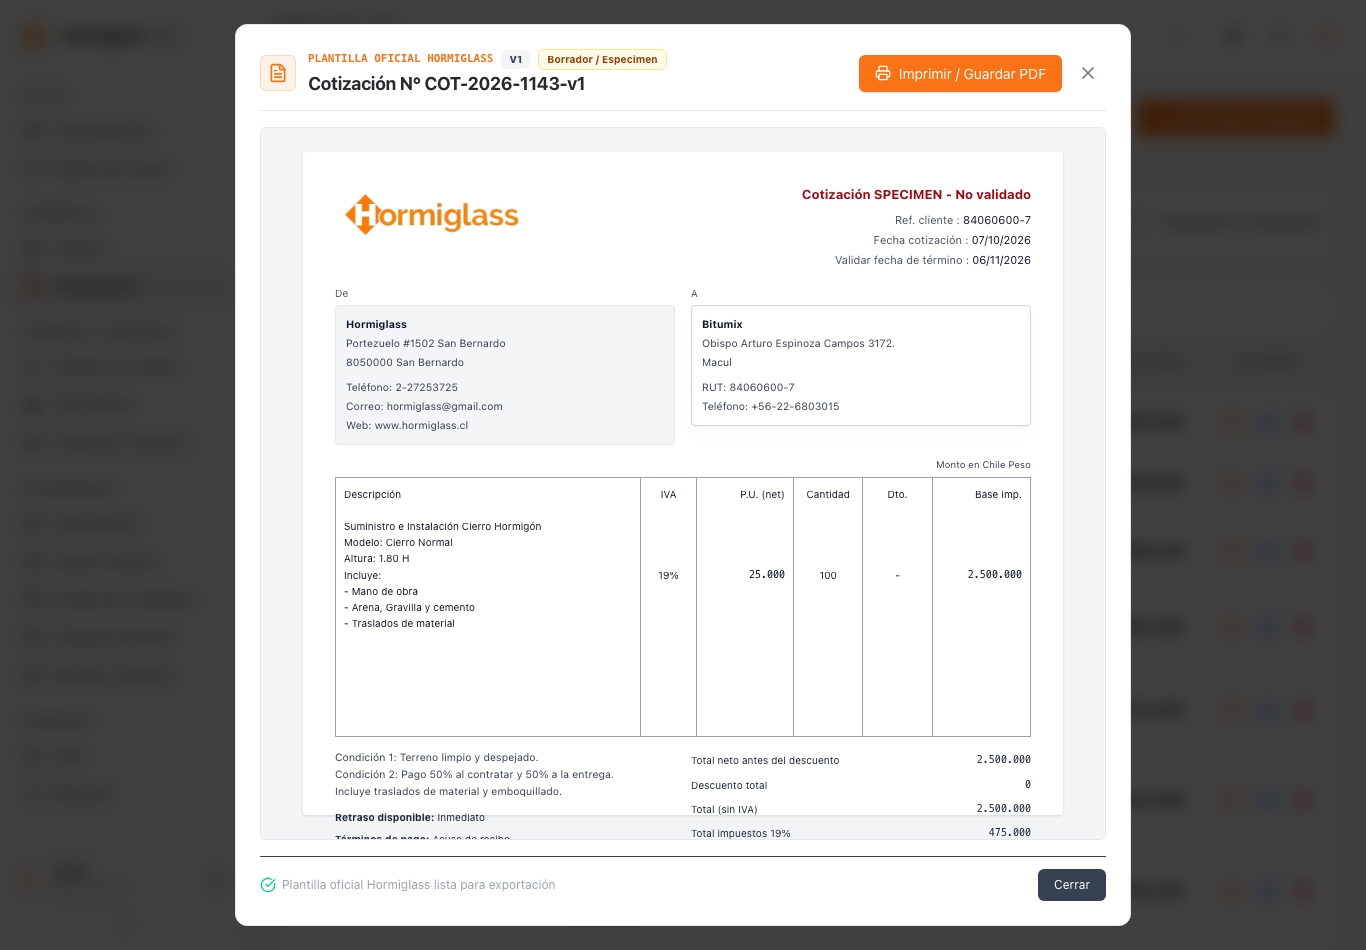 PLANTILLA OFICIAL HORMIGLASS V1 Borrador / Especimen
Cotización Nº COT-2026-1143-v1
Imprimir / Guardar PDF
Hormiglass
Cotización SPECIMEN - No validado
Ref. cliente : 84060600-7
Fecha cotización : 07/10/2026
Validar fecha de término : 06/11/2026
De
Hormiglass
Portezuelo #1502 San Bernardo
8050000 San Bernardo
Teléfono: 2-27253725
Correo: hormiglass@gmail.com
Web: www.hormiglass.cl
A
Bitumix
Obispo Arturo Espinoza Campos 3172.
Macul
RUT: 84060600-7
Teléfono: +56-22-6803015
Monto en Chile Peso
Descripción IVA P.U. (net) Cantidad Dto. Base imp.
Suministro e Instalación Cierro Hormigón
Modelo: Cierro Normal
Altura: 1.80 H
Incluye:
- Mano de obra
- Arena, Gravilla y cemento
- Traslados de material
19% 25.000 100 - 2.500.000
Condición 1: Terreno limpio y despejado.
Condición 2: Pago 50% al contratar y 50% a la entrega.
Incluye traslados de material y emboquillado.
Retraso disponible: Inmediato
Términos de pago: Acuso de recibo
Total neto antes del descuento 2.500.000
Descuento total 0
Total (sin IVA) 2.500.000
Total impuestos 19% 475.000
Plantilla oficial Hormiglass lista para exportación
Cerrar